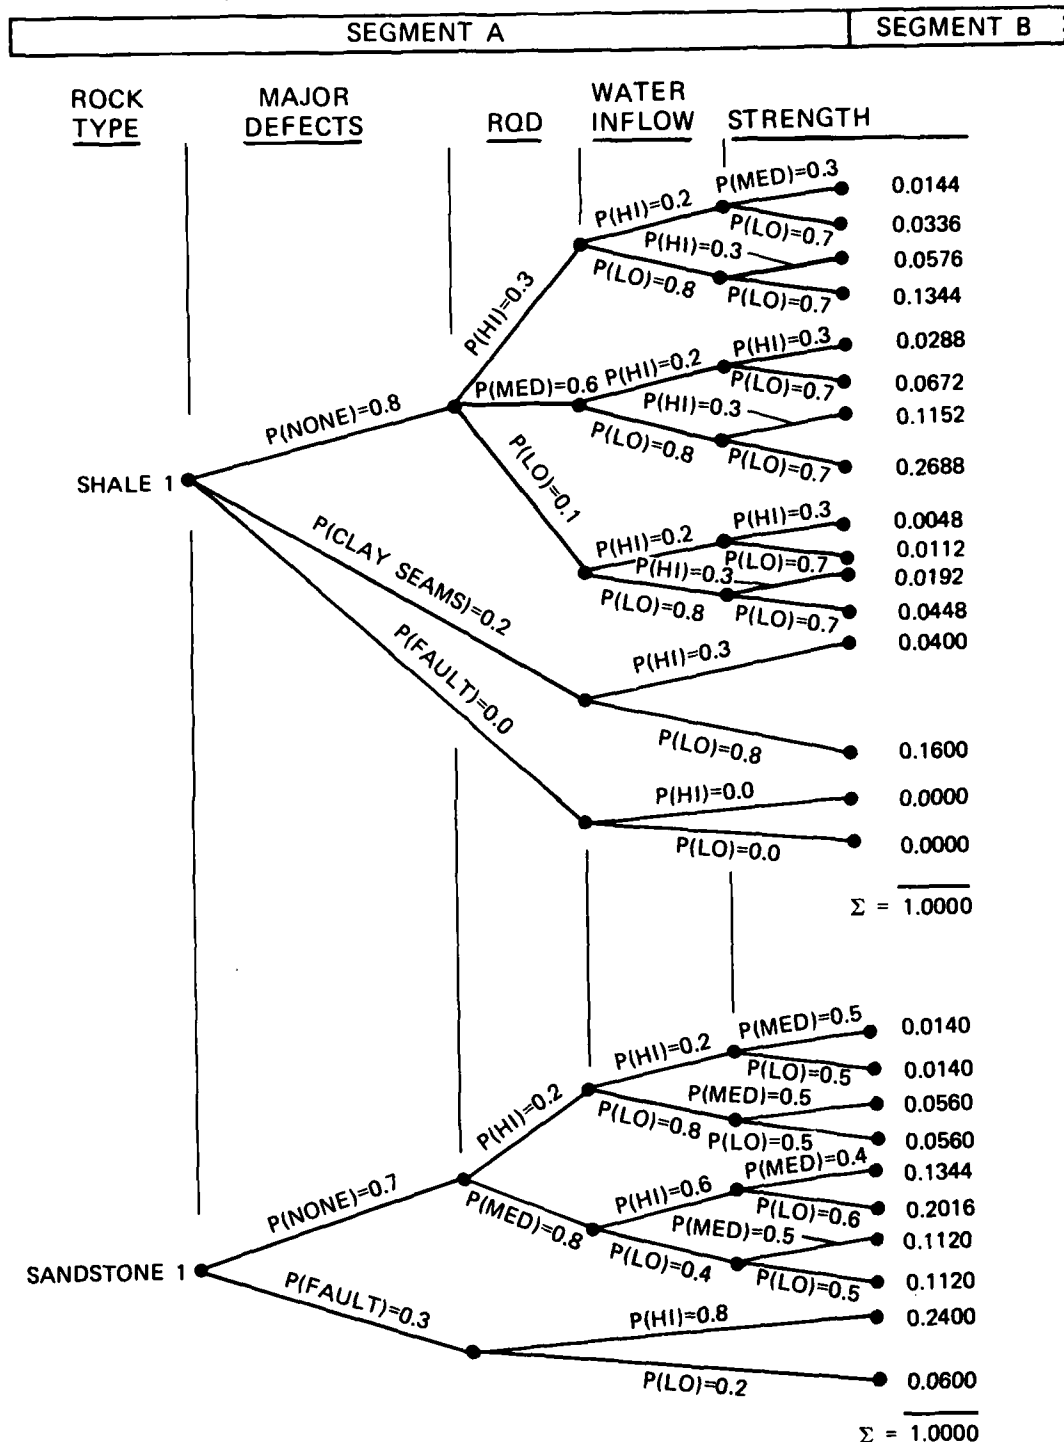 SEGMENT A
SEGMENT B
ROCK TYPE
MAJOR DEFECTS
RQD
WATER INFLOW
STRENGTH
P(MED)=0.3
0.0144
P(HI)=0.2
P(LO)=0.7
0.0336
P(HI)=0.3
0.0576
P(LO)=0.8
P(LO)=0.7
0.1344
P(HI)=0.3
P(HI)=0.3
0.0288
P(MED)=0.6
P(HI)=0.2
P(LO)=0.7
0.0672
P(NONE)=0.8
P(HI)=0.3
0.1152
P(LO)=0.8
P(LO)=0.7
0.2688
SHALE 1
P(LO)=0.1
P(HI)=0.3
0.0048
P(HI)=0.2
P(LO)=0.7
0.0112
P(HI)=0.3
0.0192
P(LO)=0.8
P(LO)=0.7
0.0448
P(CLAY SEAMS)=0.2
P(HI)=0.3
0.0400
P(FAULT)=0.0
P(LO)=0.8
0.1600
P(HI)=0.0
0.0000
P(LO)=0.0
0.0000
Σ = 1.0000
P(MED)=0.5
0.0140
P(HI)=0.2
P(LO)=0.5
0.0140
P(HI)=0.2
P(MED)=0.5
0.0560
P(LO)=0.8
P(LO)=0.5
0.0560
P(MED)=0.4
0.1344
P(NONE)=0.7
P(HI)=0.6
P(LO)=0.6
0.2016
P(MED)=0.8
P(MED)=0.5
0.1120
P(LO)=0.4
P(LO)=0.5
0.1120
SANDSTONE 1
P(FAULT)=0.3
P(HI)=0.8
0.2400
P(LO)=0.2
0.0600
Σ = 1.0000